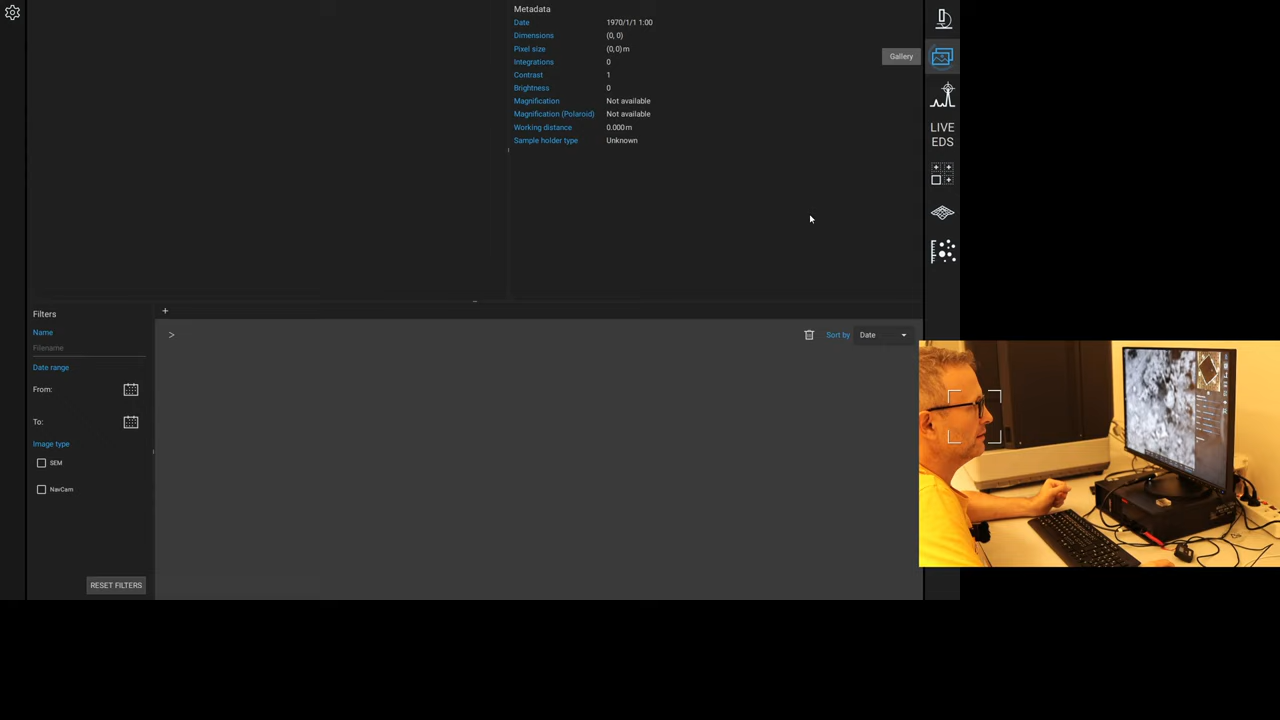 Metadata
Date 1970/1/1 1:00
Dimensions (0, 0)
Pixel size (0,0) m
Integrations 0
Contrast 1
Brightness 0
Magnification Not available
Magnification (Polaroid) Not available
Working distance 0.000 m
Sample holder type Unknown
Gallery
LIVE
EDS
Filters
Name
Filename
Date range
From:
To:
Image type
SEM
NavCam
RESET FILTERS
+
>
Sort by Date